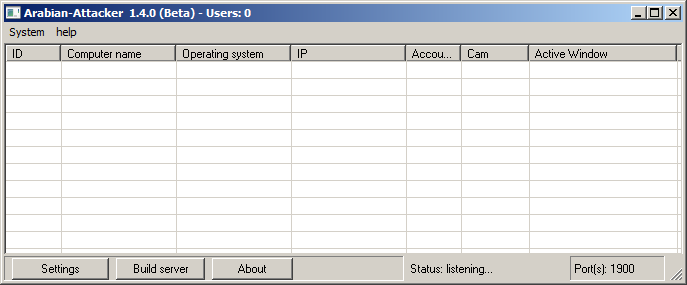 Arabian-Attacker 1.4.0 (Beta) - Users: 0
System help
ID Computer name Operating system IP Accou... Cam Active Window
Settings Build server About Status: listening... Port(s): 1900